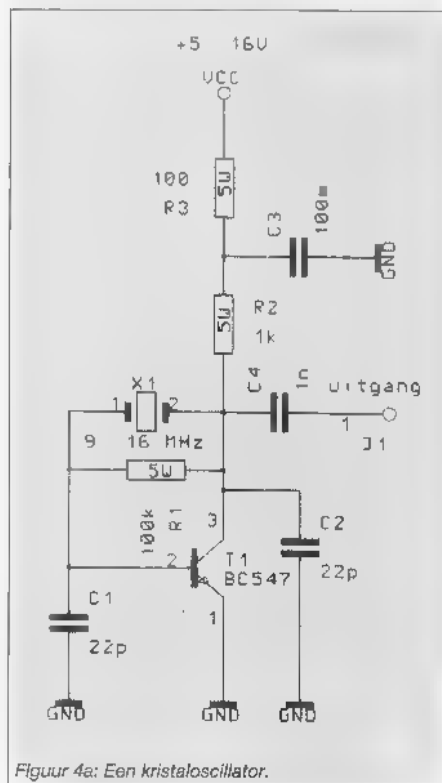 +5 16V
VCC
100
R3
5W
C3
100n
GND
5W
R2
1k
C4
1n
uitgang
1
J1
X1
1
2
9 16 MHz
5W
100k
R1
3
2
T1
BC547
1
C2
22p
C1
22p
GND
GND
GND
Figuur 4a: Een kristaloscillator.